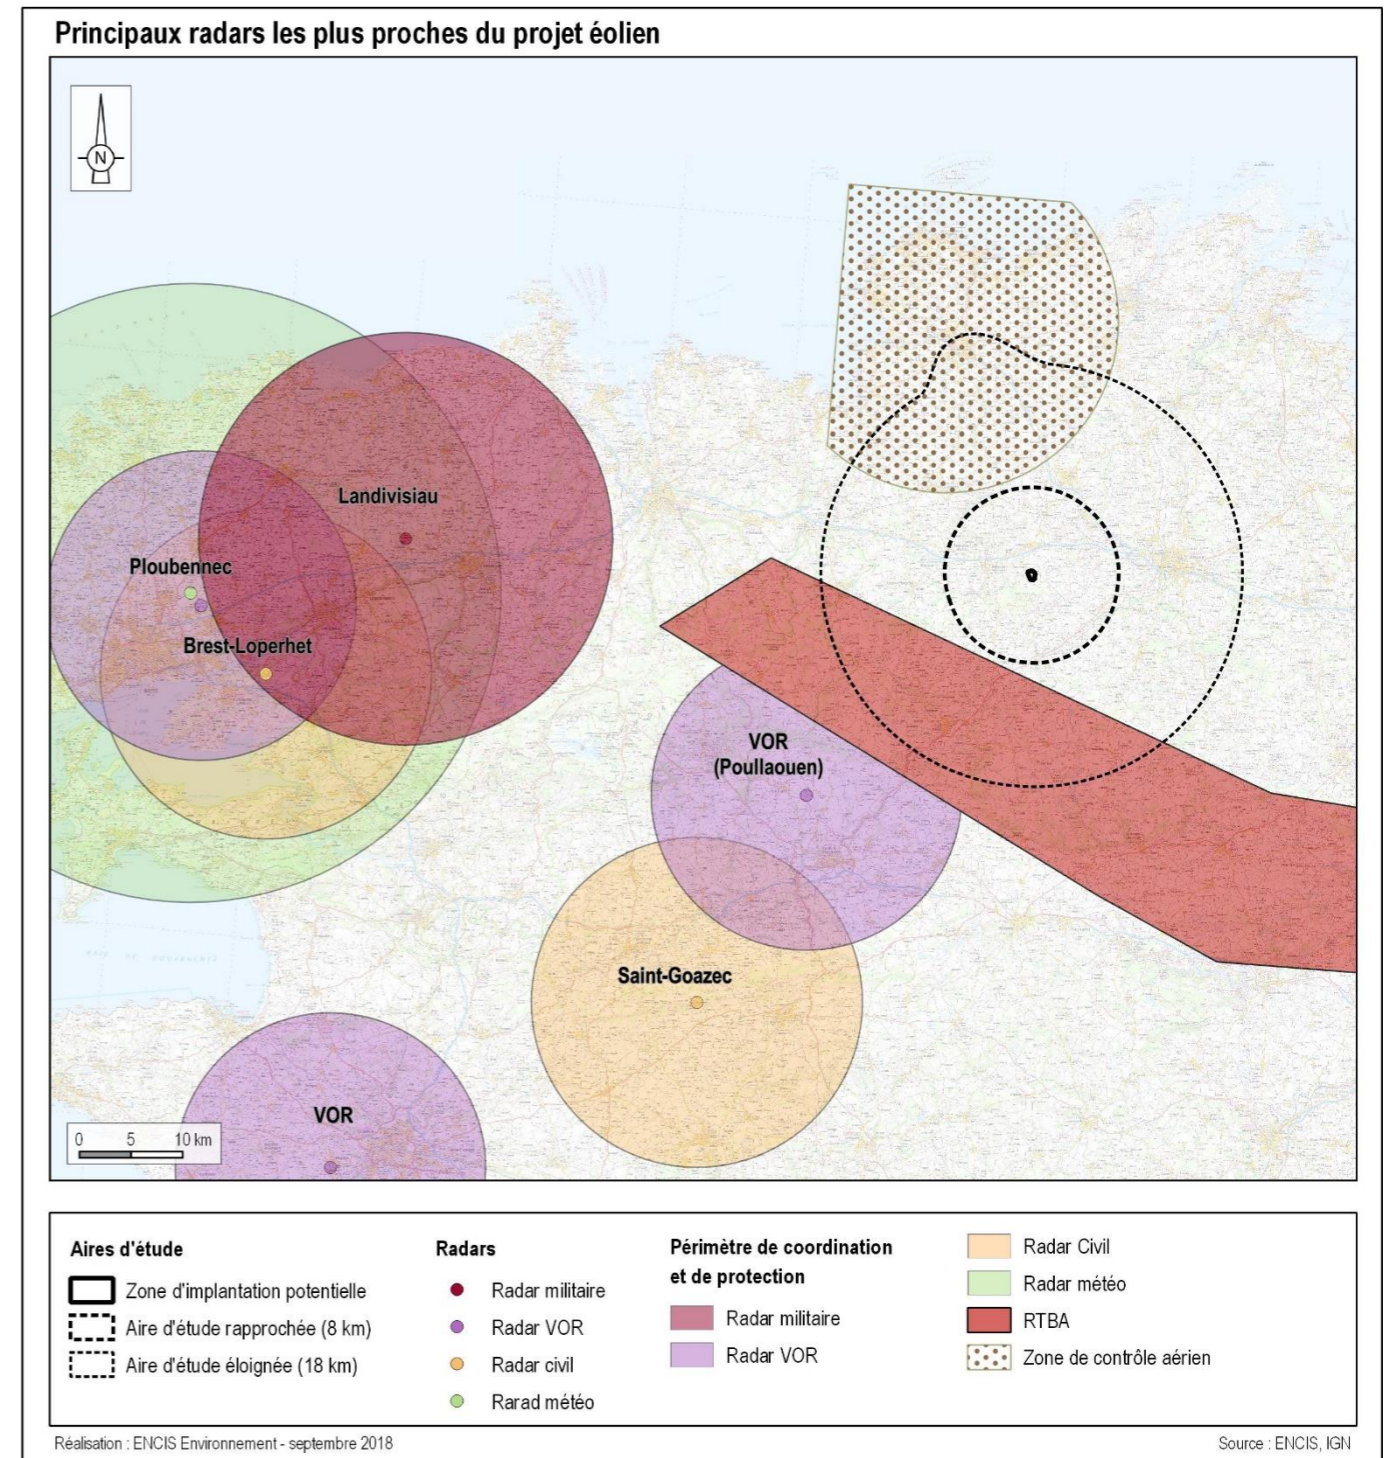 Principaux radars les plus proches du projet éolien
N
Landivisiau
Ploubennec
Brest-Loperhet
VOR
(Poullaouen)
Saint-Goazec
VOR
0 5 10 km
Aires d'étude
Zone d'implantation potentielle
Aire d'étude rapprochée (8 km)
Aire d'étude éloignée (18 km)
Radars
Radar militaire
Radar VOR
Radar civil
Rarad météo
Périmètre de coordination
et de protection
Radar militaire
Radar VOR
Radar Civil
Radar météo
RTBA
Zone de contrôle aérien
Réalisation : ENCIS Environnement - septembre 2018
Source : ENCIS, IGN